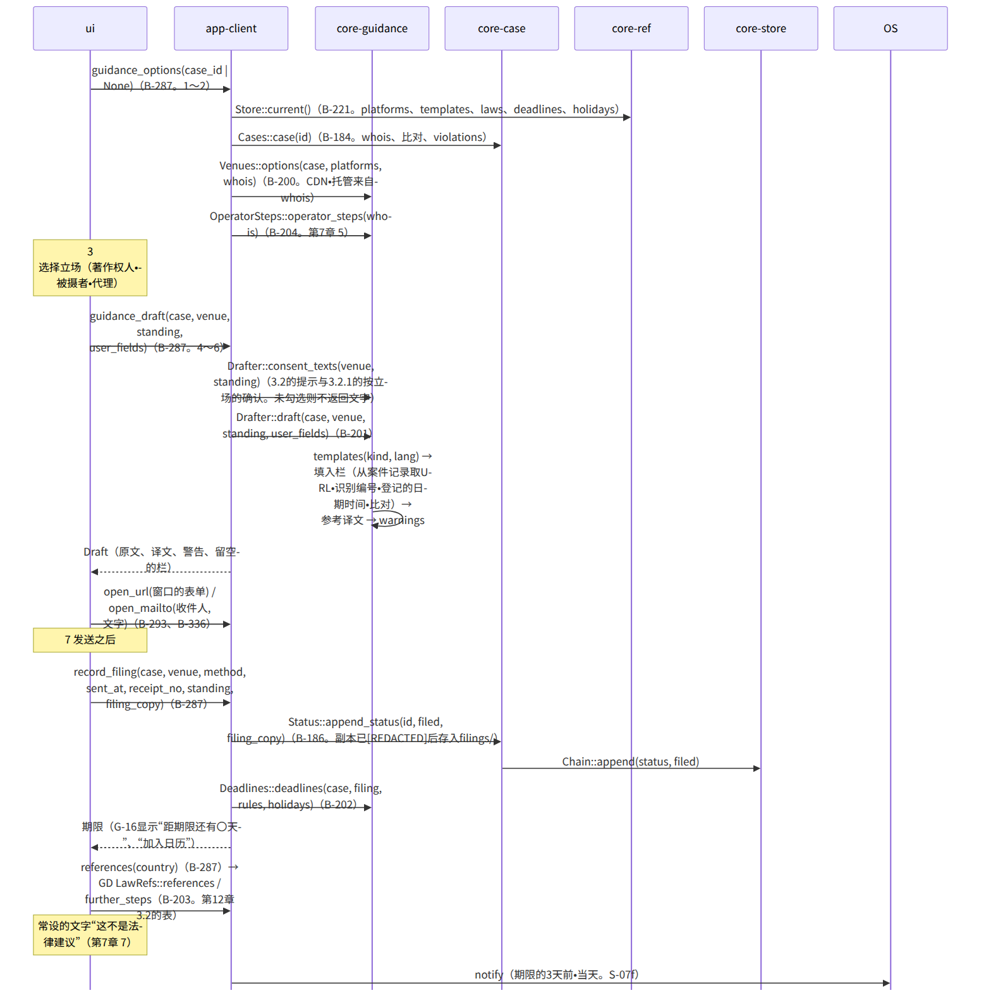 ui
app-client
core-guidance
core-case
core-ref
core-store
OS
guidance_options(case_id |
None)（B-287。1～2）
Store::current()（B-221。platforms、templates、laws、deadlines、holidays）
Cases::case(id)（B-184。whois、比对、violations）
Venues::options(case, platforms,
whois)（B-200。CDN•托管来自-
whois）
OperatorSteps::operator_steps(who-
is)（B-204。第7章 5）
3
选择立场（著作权人•-
被摄者•代理）
guidance_draft(case, venue,
standing,
user_fields)（B-287。4～6）
Drafter::consent_texts(venue,
standing)（3.2的提示与3.2.1的按立-
场的确认。未勾选则不返回文字）
Drafter::draft(case, venue,
standing, user_fields)（B-201）
templates(kind, lang) →
填入栏（从案件记录取U-
RL•识别编号•登记的日-
期时间•比对）→
参考译文 → warnings
Draft（原文、译文、警告、留空-
的栏）
open_url(窗口的表单) /
open_mailto(收件人,
文字)（B-293、B-336）
7 发送之后
record_filing(case, venue, method,
sent_at, receipt_no, standing,
filing_copy)（B-287）
Status::append_status(id, filed,
filing_copy)（B-186。副本已[REDACTED]后存入filings/）
Chain::append(status, filed)
Deadlines::deadlines(case, filing,
rules, holidays)（B-202）
期限（G-16显示“距期限还有〇天-
”、“加入日历”）
references(country)（B-287）→
GD LawRefs::references /
further_steps（B-203。第12章
3.2的表）
常设的文字“这不是法-
律建议”（第7章 7）
notify（期限的3天前•当天。S-07f）